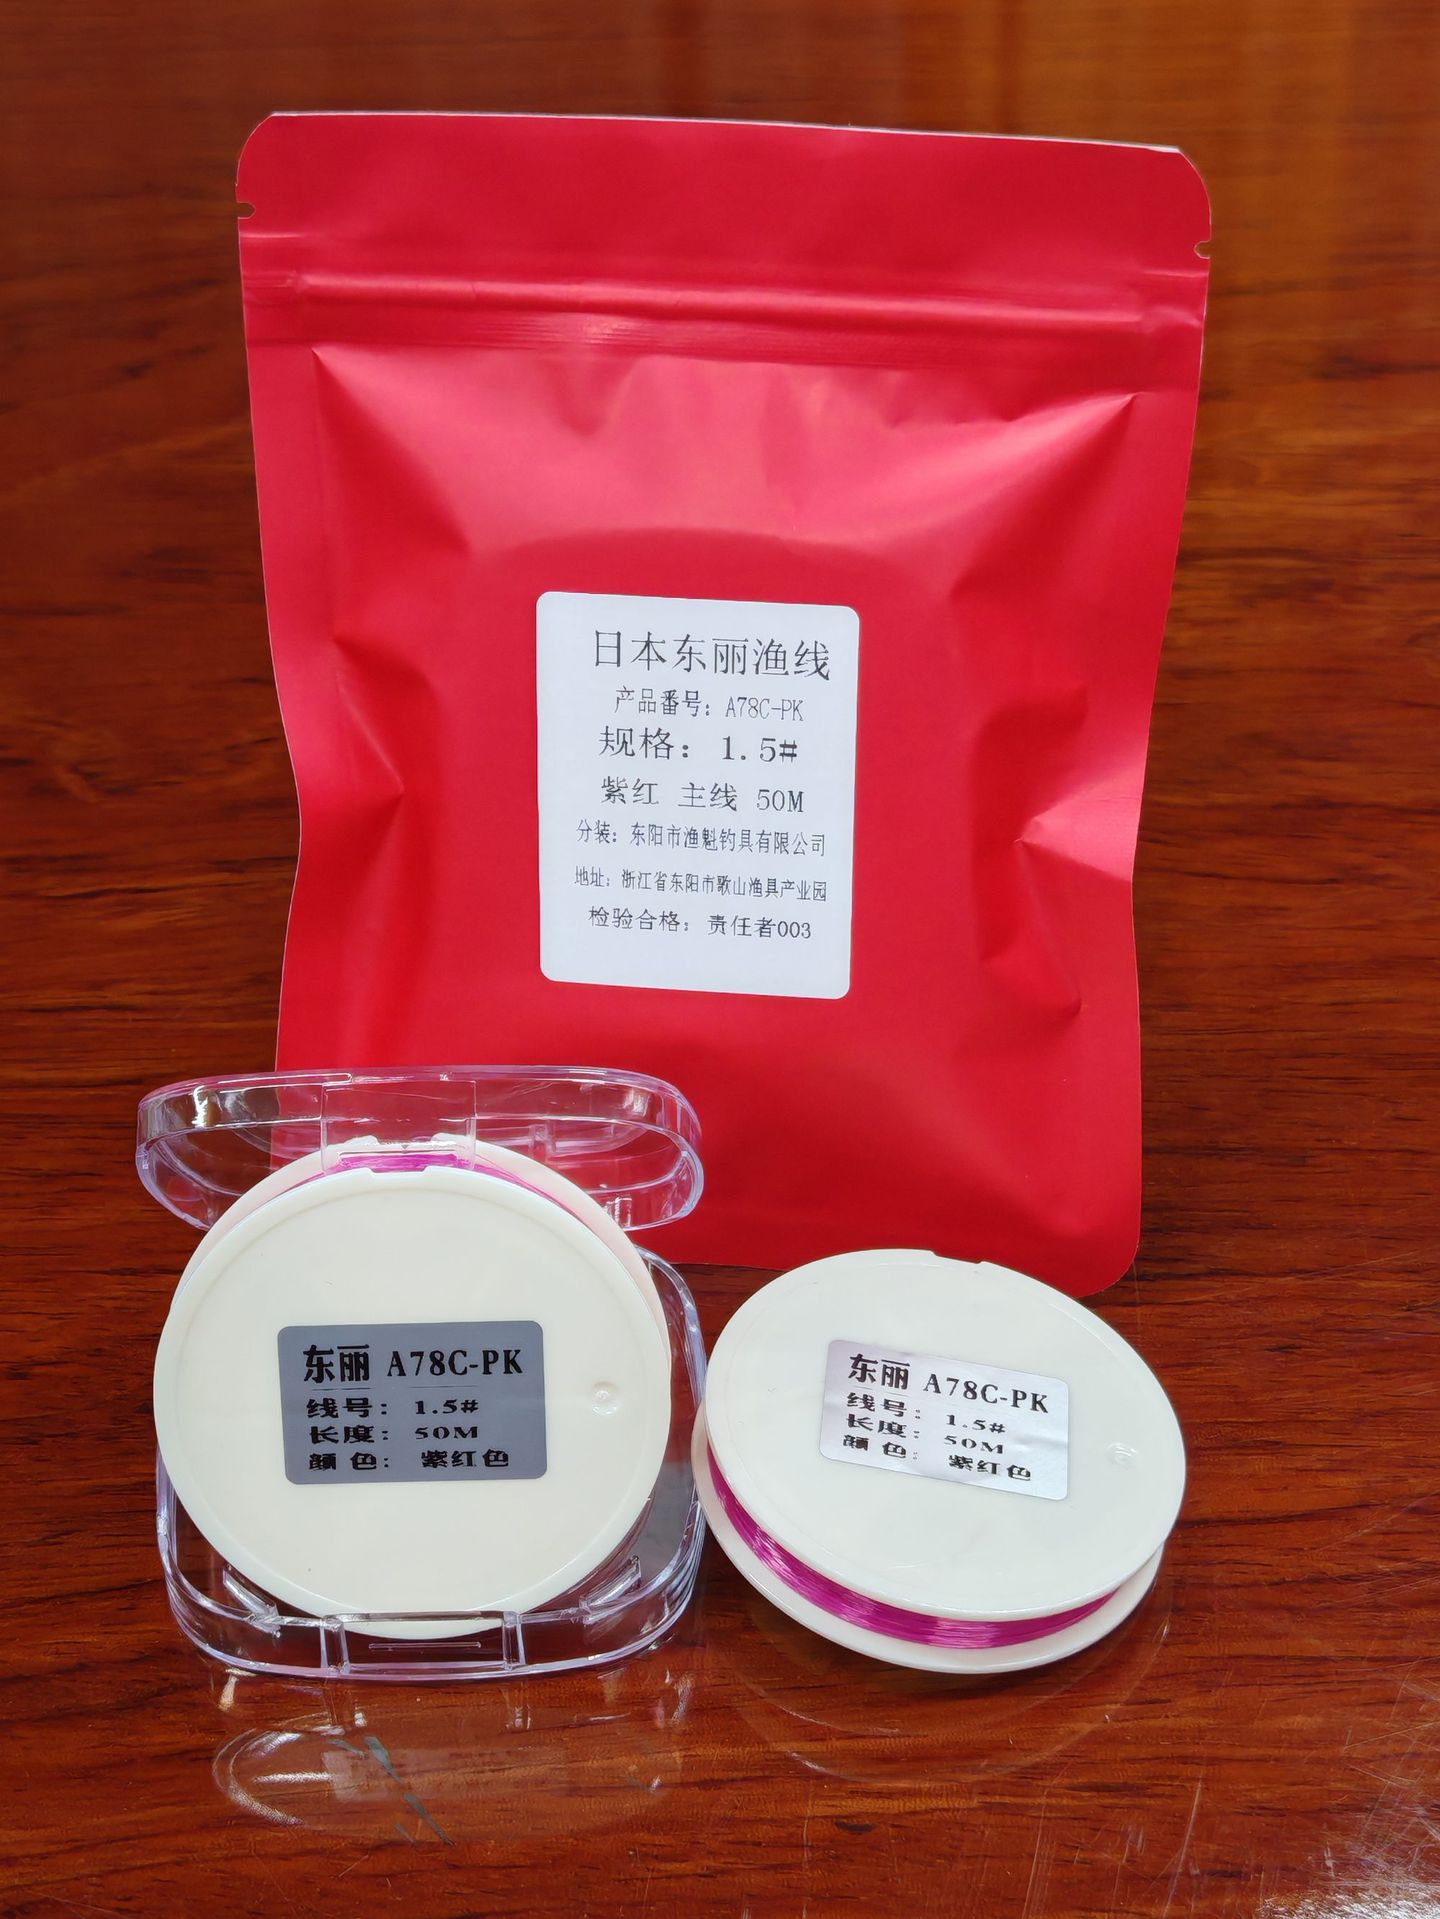 日本东丽渔线
产品番号：A78C-PK
规格：1.5#
紫红 主线 50M
分装：东阳市渔魁钓具有限公司
地址：浙江省东阳市歌山渔具产业园
检验合格：责任者003
东丽 A78C-PK
线号：1.5#
长度：50M
颜色：紫红色
东丽 A78C-PK
线号：1.5#
长度：50M
颜色：紫红色